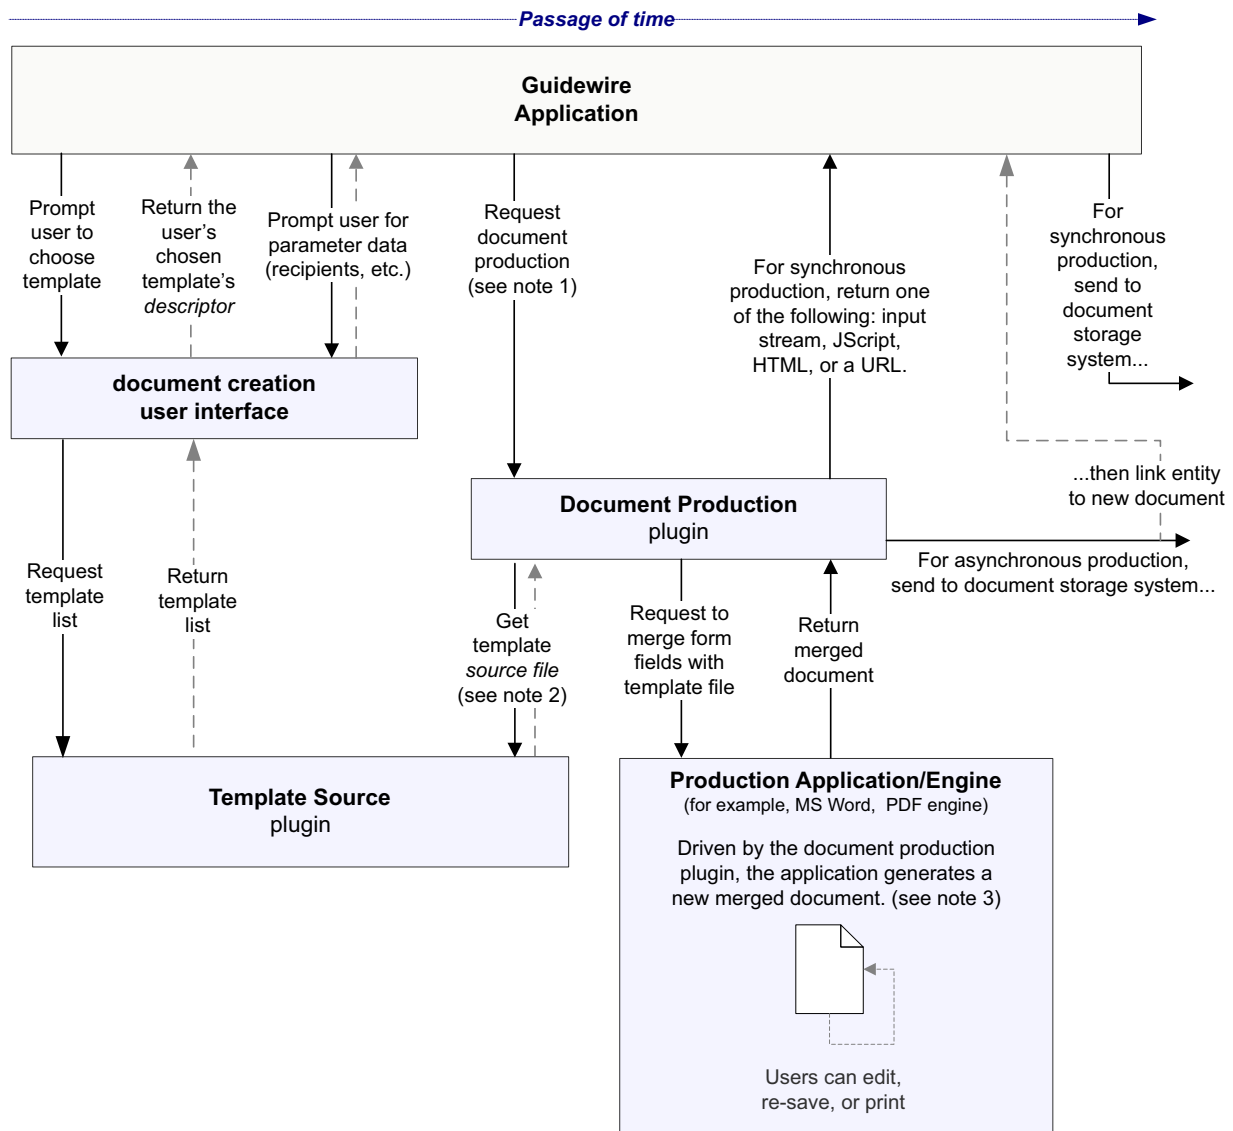 Passage of time
Guidewire
Application
Prompt
user to
choose
template
Return the
user’s
chosen
template’s
descriptor
Prompt user for
parameter data
(recipients, etc.)
Request
document
production
(see note 1)
For synchronous
production, return one
of the following: input
stream, JScript,
HTML, or a URL.
For
synchronous
production,
send to
document
storage
system...
document creation
user interface
...then link entity
to new document
Document Production
plugin
For asynchronous production,
send to document storage system...
Request
template
list
Return
template
list
Get
template
source file
(see note 2)
Request to
merge form
fields with
template file
Return
merged
document
Template Source
plugin
Production Application/Engine
(for example, MS Word, PDF engine)
Driven by the document production
plugin, the application generates a
new merged document. (see note 3)
Users can edit,
re-save, or print